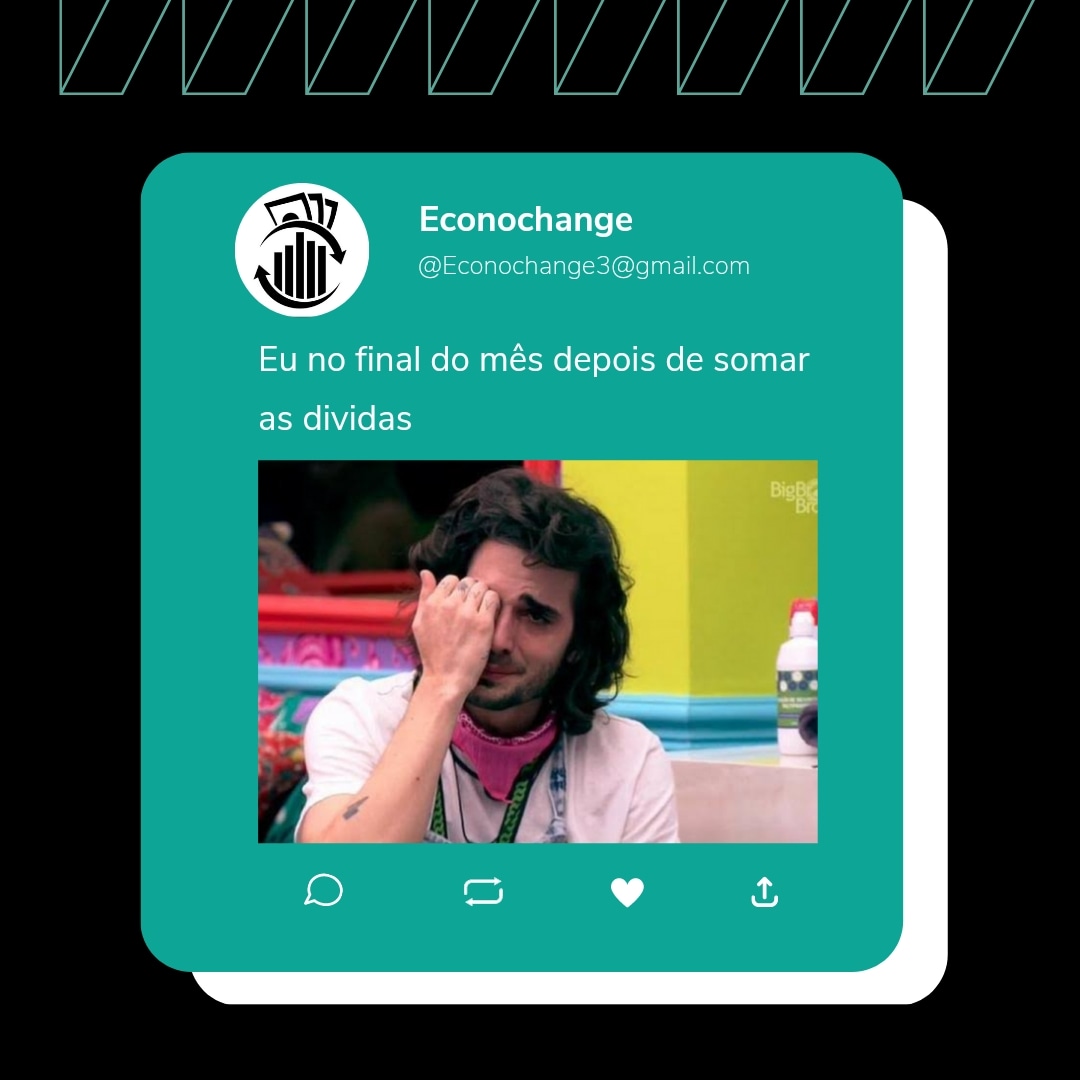 Econochange
@Econochange3@gmail.com
Eu no final do mês depois de somar
as dividas